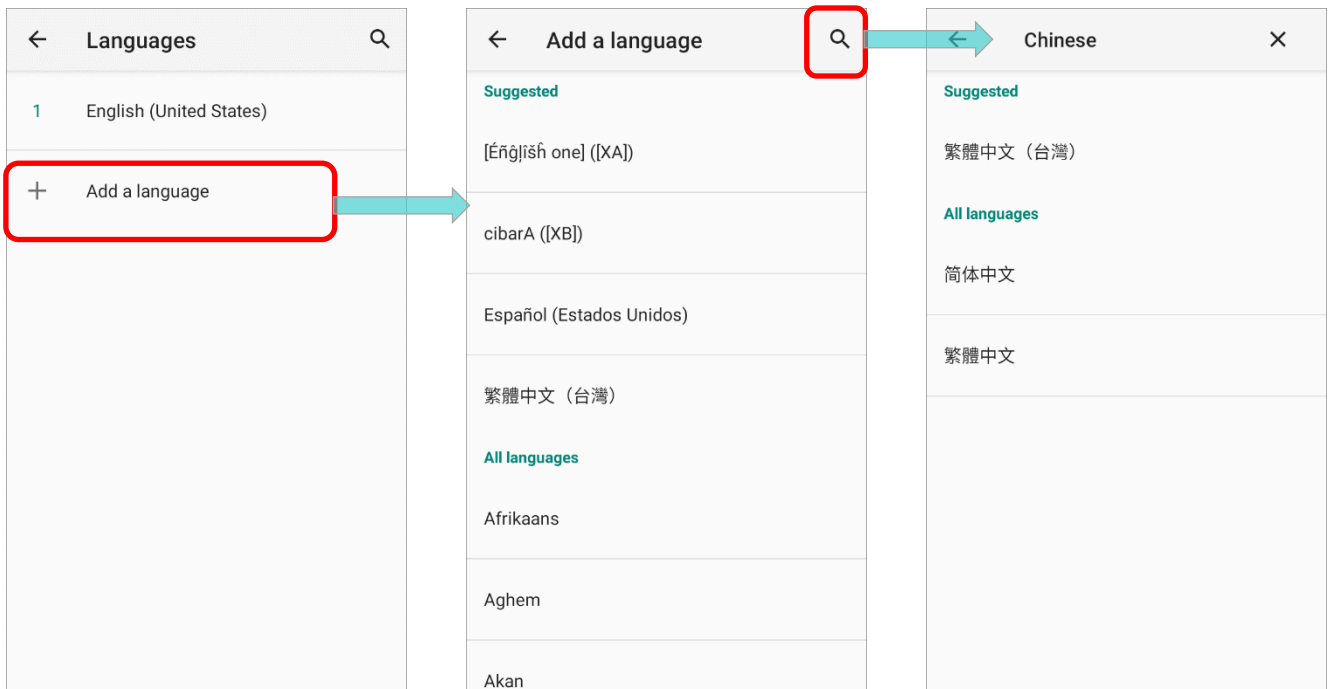 Languages
1 English (United States)
Add a language
Add a language
Suggested
[Éñĝļîšĥ one] ([XA])
cibarA ([XB])
Español (Estados Unidos)
繁體中文（台灣）
All languages
Afrikaans
Aghem
Akan
Chinese
Suggested
繁體中文（台灣）
All languages
简体中文
繁體中文